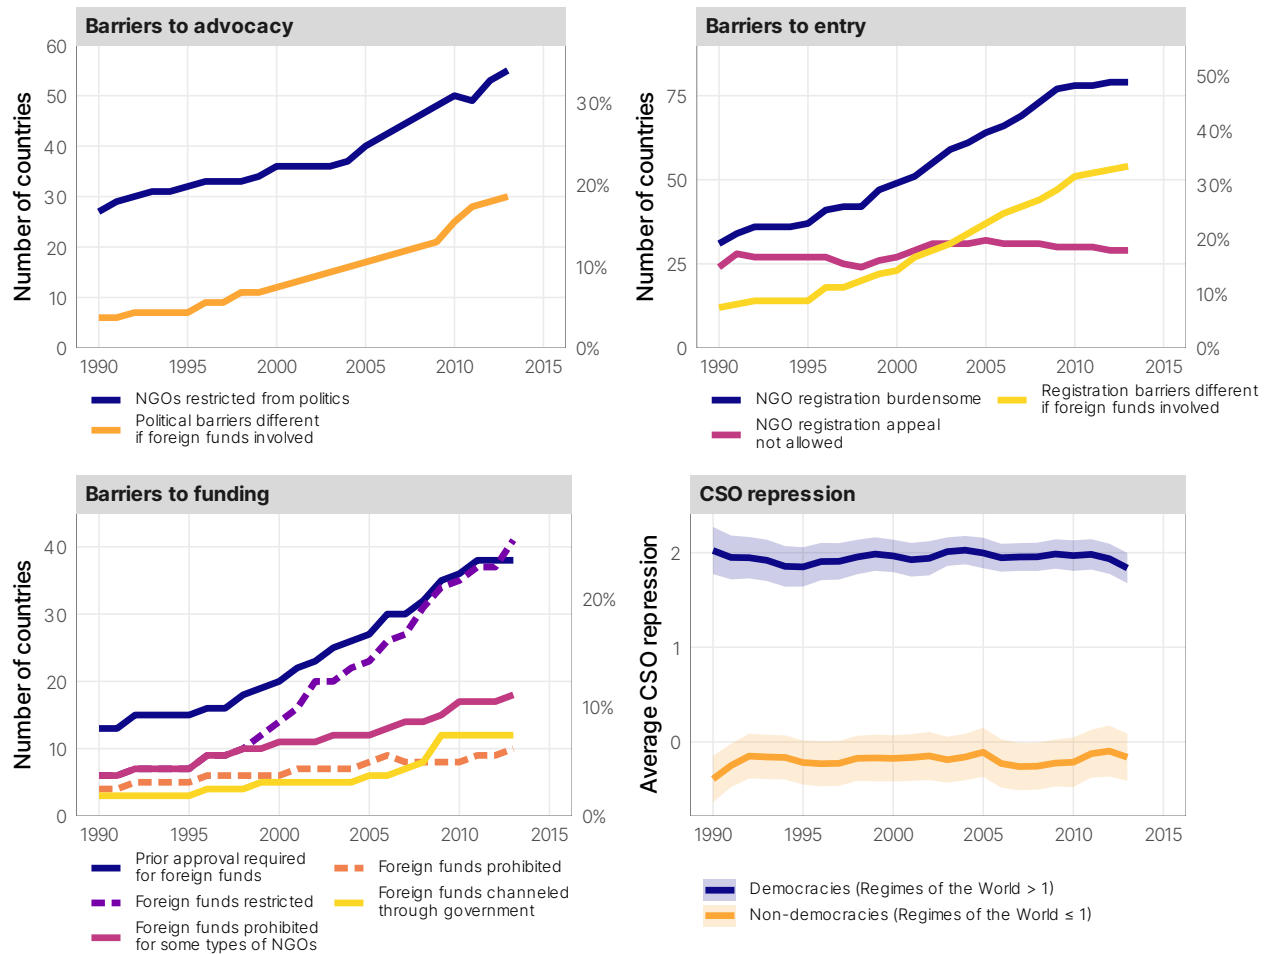 Barriers to advocacy
Number of countries
60
50
40
30
20
10
0
30%
20%
10%
0%
1990 1995 2000 2005 2010 2015
NGOs restricted from politics
Political barriers different
if foreign funds involved
Barriers to entry
Number of countries
75
50
25
0
50%
40%
30%
20%
10%
0%
1990 1995 2000 2005 2010 2015
NGO registration burdensome
NGO registration appeal
not allowed
Registration barriers different
if foreign funds involved
Barriers to funding
Number of countries
40
30
20
10
0
20%
10%
0%
1990 1995 2000 2005 2010 2015
Prior approval required
for foreign funds
Foreign funds restricted
Foreign funds prohibited
for some types of NGOs
Foreign funds prohibited
Foreign funds channeled
through government
CSO repression
Average CSO repression
2
1
0
1990 1995 2000 2005 2010 2015
Democracies (Regimes of the World > 1)
Non-democracies (Regimes of the World ≤ 1)